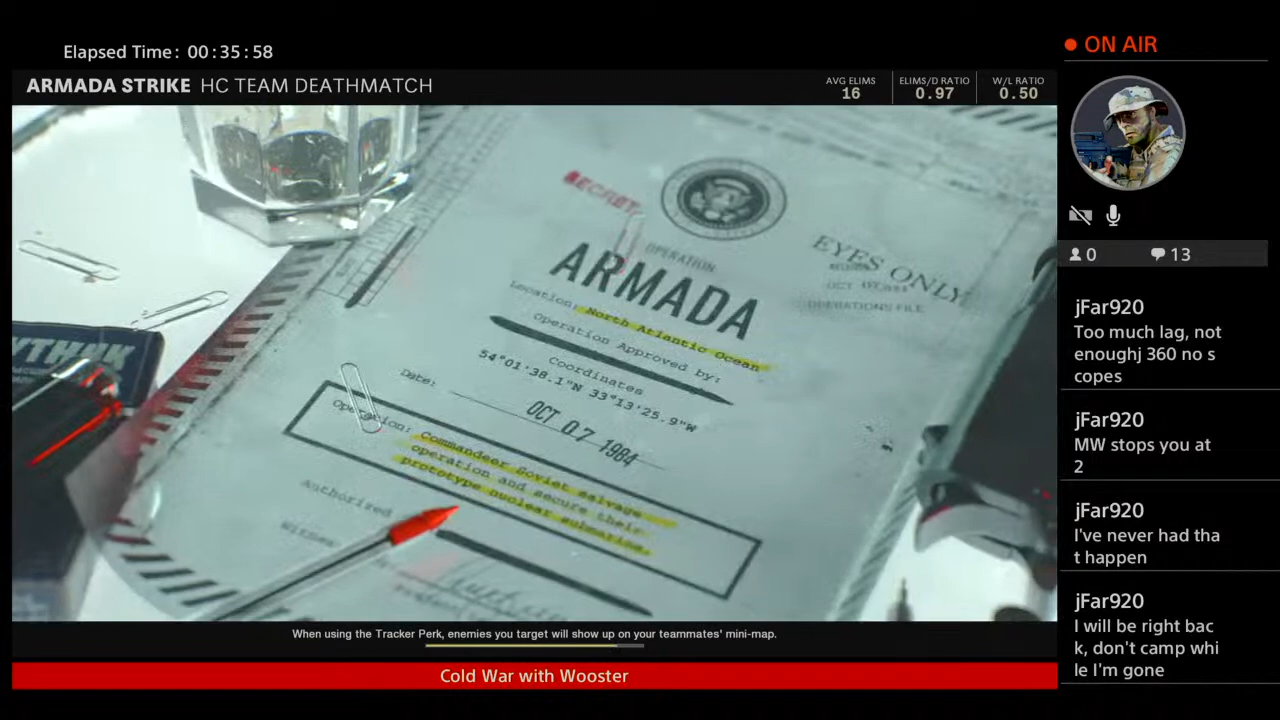 Elapsed Time: 00:35:58
ON AIR
ARMADA STRIKE HC TEAM DEATHMATCH
AVG ELIMS
16
ELIMS/D RATIO
0.97
W/L RATIO
0.50
SECRET
OPERATION
ARMADA
EYES ONLY
OPERATIONS FILE
Location: North Atlantic Ocean
Operation Approved by:
Coordinates
54°01'38.1"N 33°13'25.9"W
Date:
OCT 07 1984
Operation: Commandeer Soviet salvage
operation and secure their
prototype nuclear submarine.
Authorized
Witness
When using the Tracker Perk, enemies you target will show up on your teammates' mini-map.
Cold War with Wooster
0
13
jFar920
Too much lag, not
enoughj 360 no s
copes
jFar920
MW stops you at
2
jFar920
I've never had tha
t happen
jFar920
I will be right bac
k, don't camp whi
le I'm gone